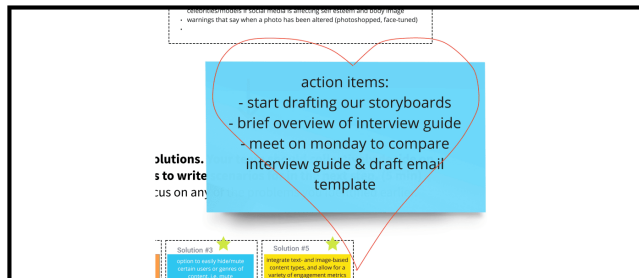 celebrities/models if social media is affecting self esteem and body image
· warnings that say when a photo has been altered (photoshopped, face-tuned)
action items:
- start drafting our storyboards
- brief overview of interview guide
- meet on monday to compare
interview guide & draft email
template
olutions.
s to write
cus on any
Solution #3
option to easily hide/mute
certain users or genres of
content, i.e. mute
Solution #5
integrate text- and image-based
content types, and allow for a
variety of engagement metrics